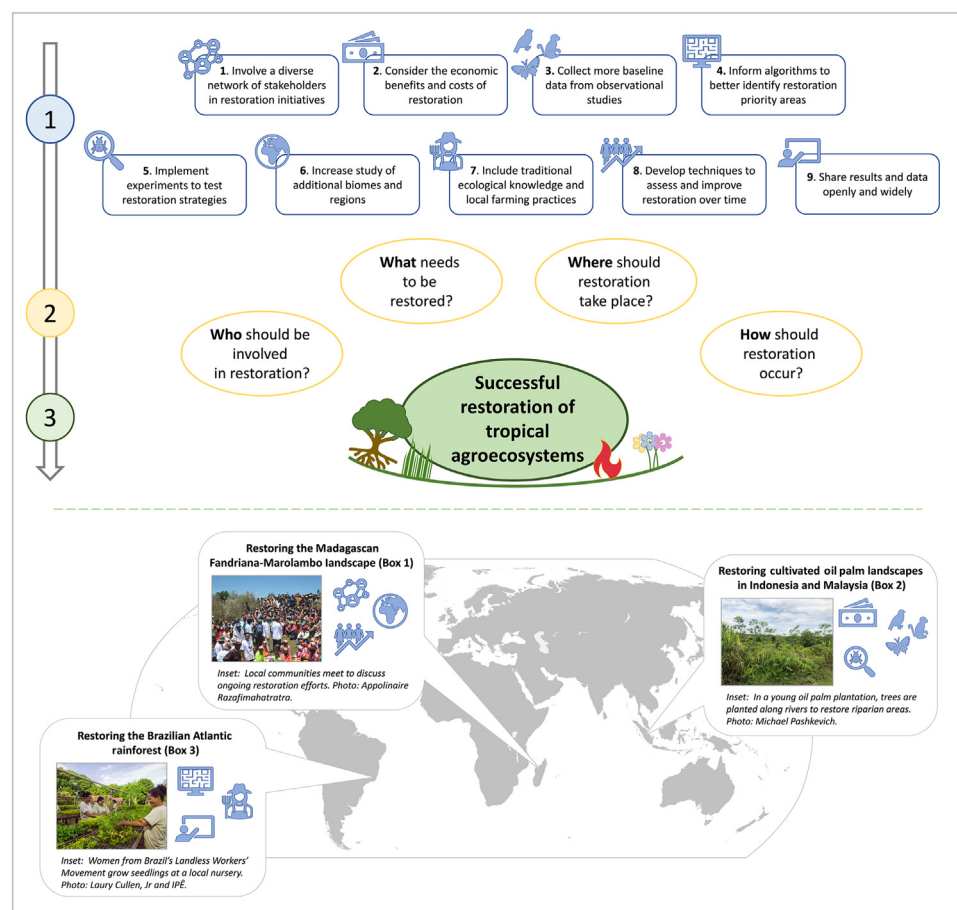 1. Involve a diverse
network of stakeholders
in restoration initiatives
2. Consider the economic
benefits and costs of
restoration
3. Collect more baseline
data from observational
studies
4. Inform algorithms to
better identify restoration
priority areas
1
5. Implement
experiments to test
restoration strategies
6. Increase study of
additional biomes and
regions
7. Include traditional
ecological knowledge and
local farming practices
8. Develop techniques to
assess and improve
restoration over time
9. Share results and data
openly and widely
What needs
to be
restored?
Where should
restoration
take place?
2
Who should be
involved
in restoration?
How should
restoration
occur?
3
Successful
restoration of
tropical
agroecosystems
Restoring the Madagascan
Fandriana-Marolambo landscape (Box 1)
Inset: Local communities meet to discuss
ongoing restoration efforts. Photo: Appolinaire
Razafimahatratra.
Restoring cultivated oil palm landscapes
in Indonesia and Malaysia (Box 2)
Inset: In a young oil palm plantation, trees are
planted along rivers to restore riparian areas.
Photo: Michael Pashkevich.
Restoring the Brazilian Atlantic
rainforest (Box 3)
Inset: Women from Brazil's Landless Workers'
Movement grow seedlings at a local nursery.
Photo: Laury Cullen, Jr and IPÊ.